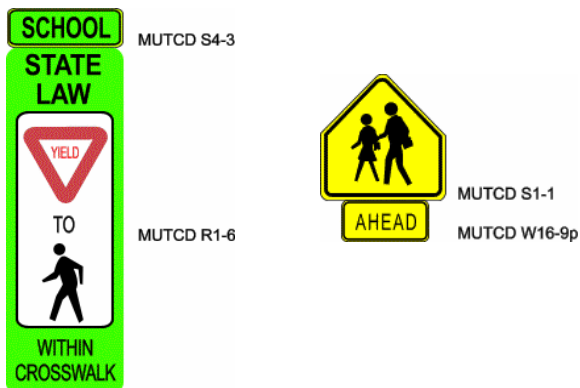 SCHOOL
MUTCD S4-3
STATE
LAW
YIELD
TO
MUTCD R1-6
WITHIN
CROSSWALK
MUTCD S1-1
AHEAD
MUTCD W16-9p